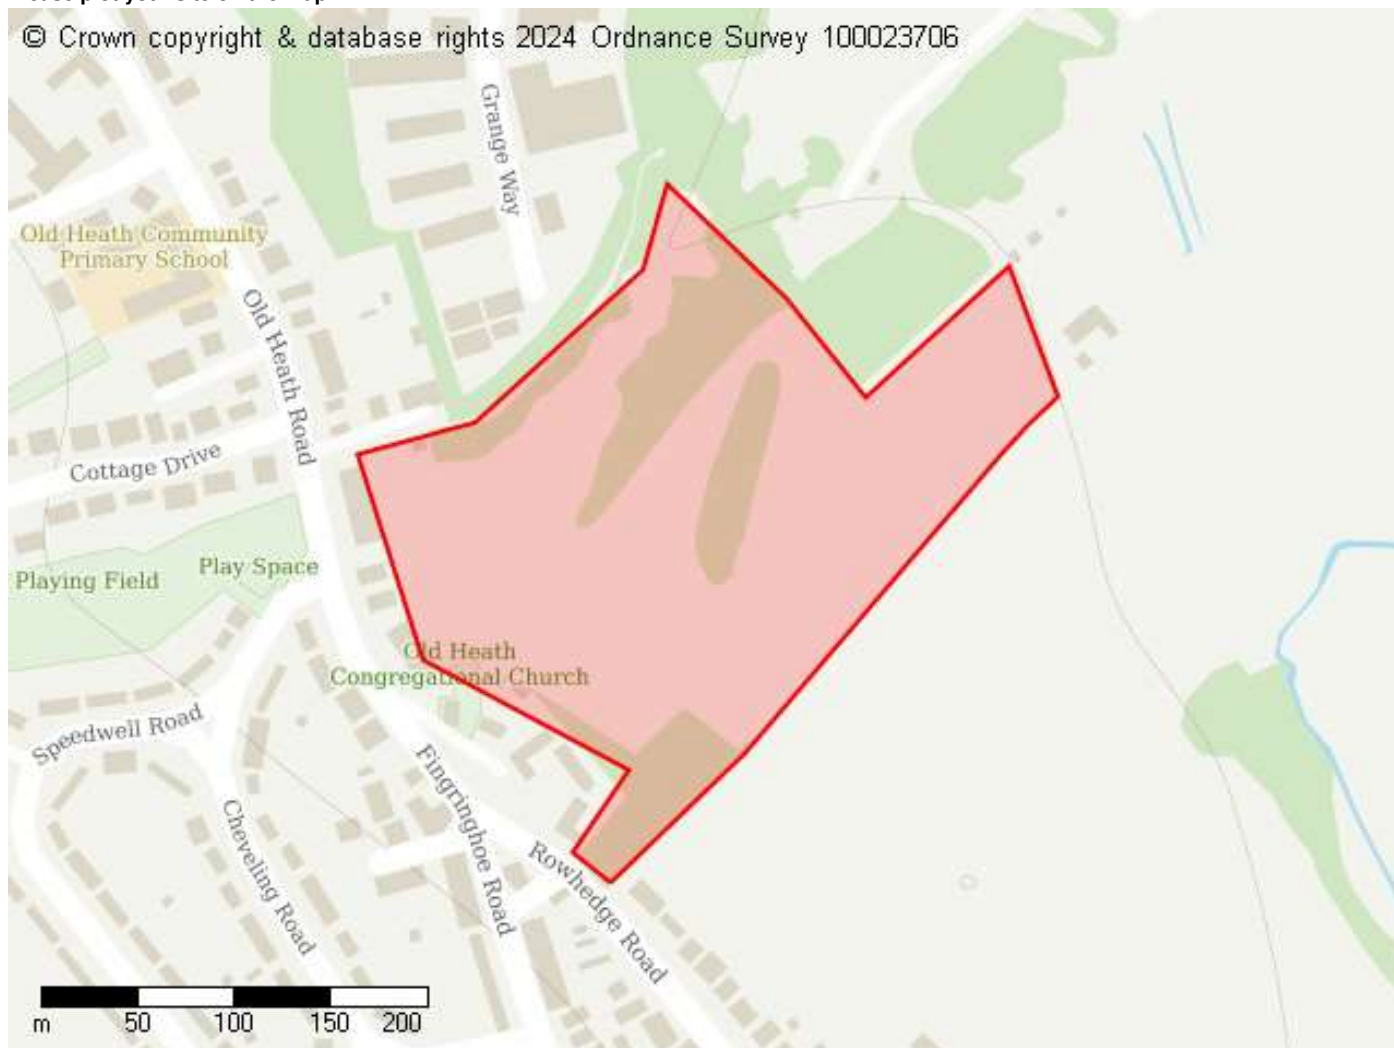 © Crown copyright & database rights 2024 Ordnance Survey 100023706
Grange Way
Old Heath Community
Primary School
Old Heath Road
Cottage Drive
Play Space
Playing Field
Old Heath
Congregational Church
Speedwell Road
Fingringhoe Road
Cheveling Road
Rowhedge Road
m 50 100 150 200